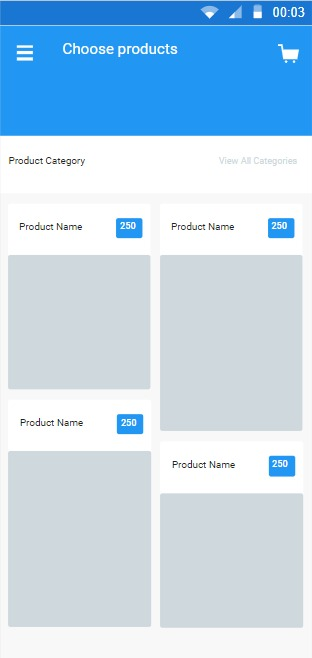 00:03
Choose products
Product Category
View All Categories
Product Name
250
Product Name
250
Product Name
250
Product Name
250